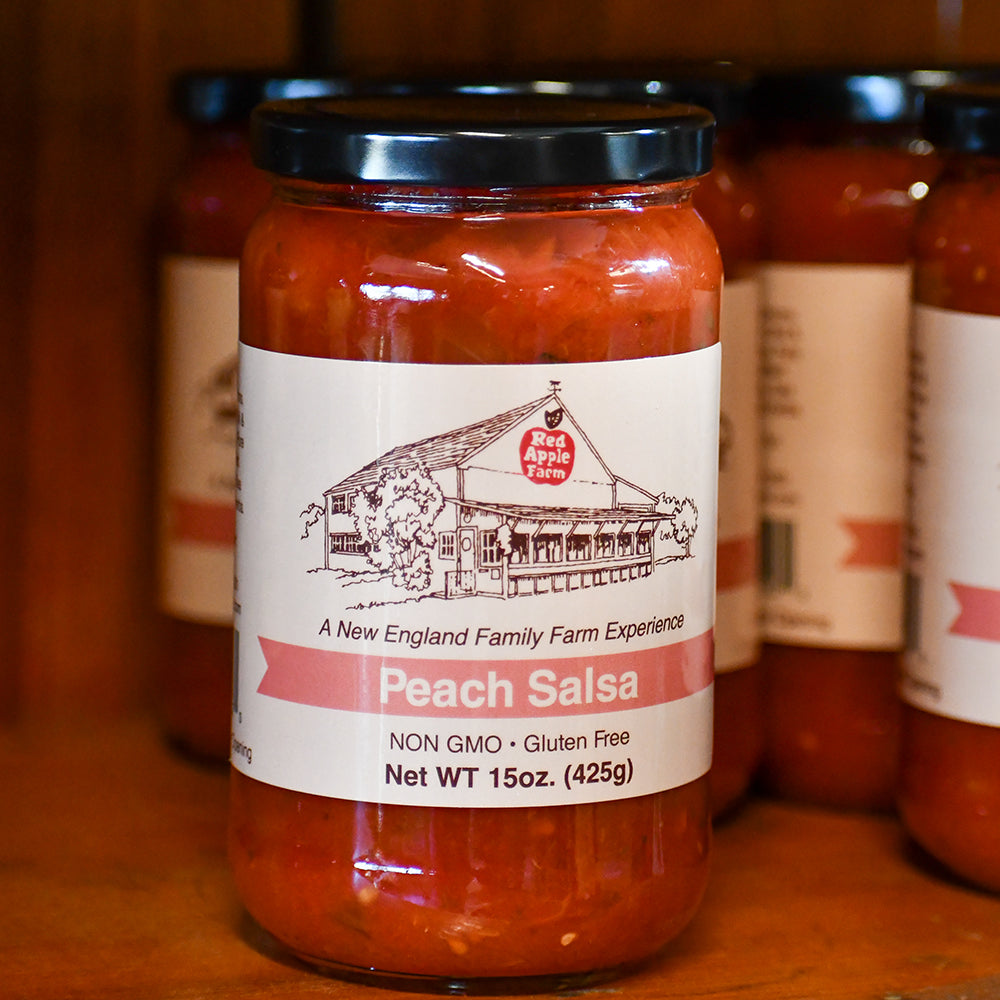 Red
Apple
Farm
A New England Family Farm Experience
Peach Salsa
NON GMO • Gluten Free
Net WT 15oz. (425g)